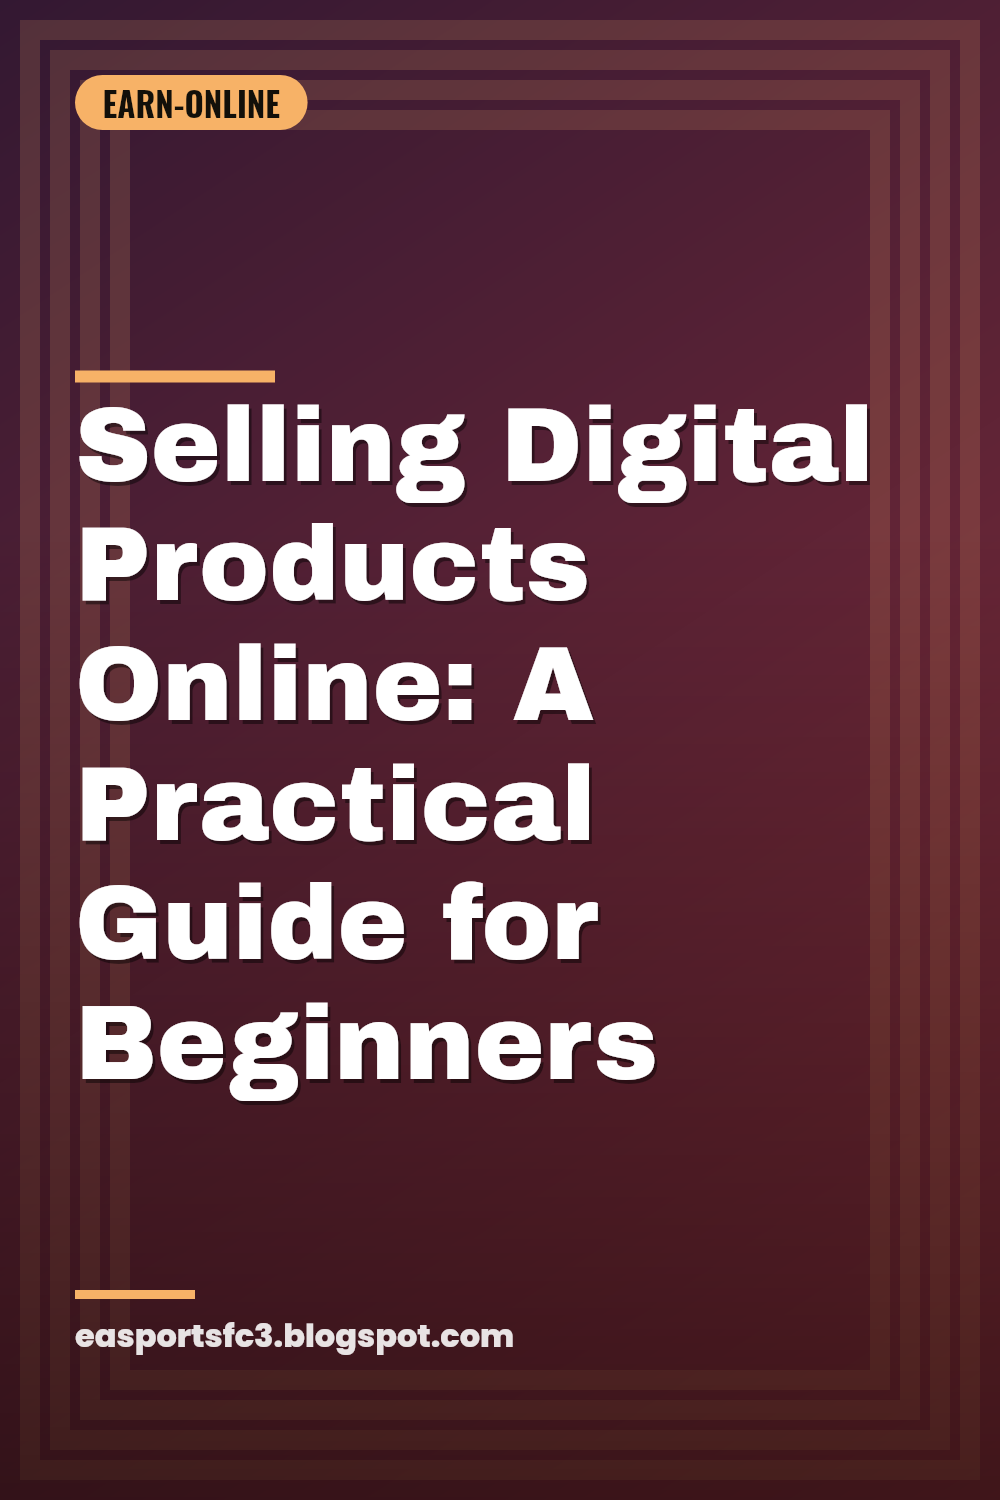 EARN-ONLINE
Selling Digital
Products
Online: A
Practical
Guide for
Beginners
easportsfc3.blogspot.com